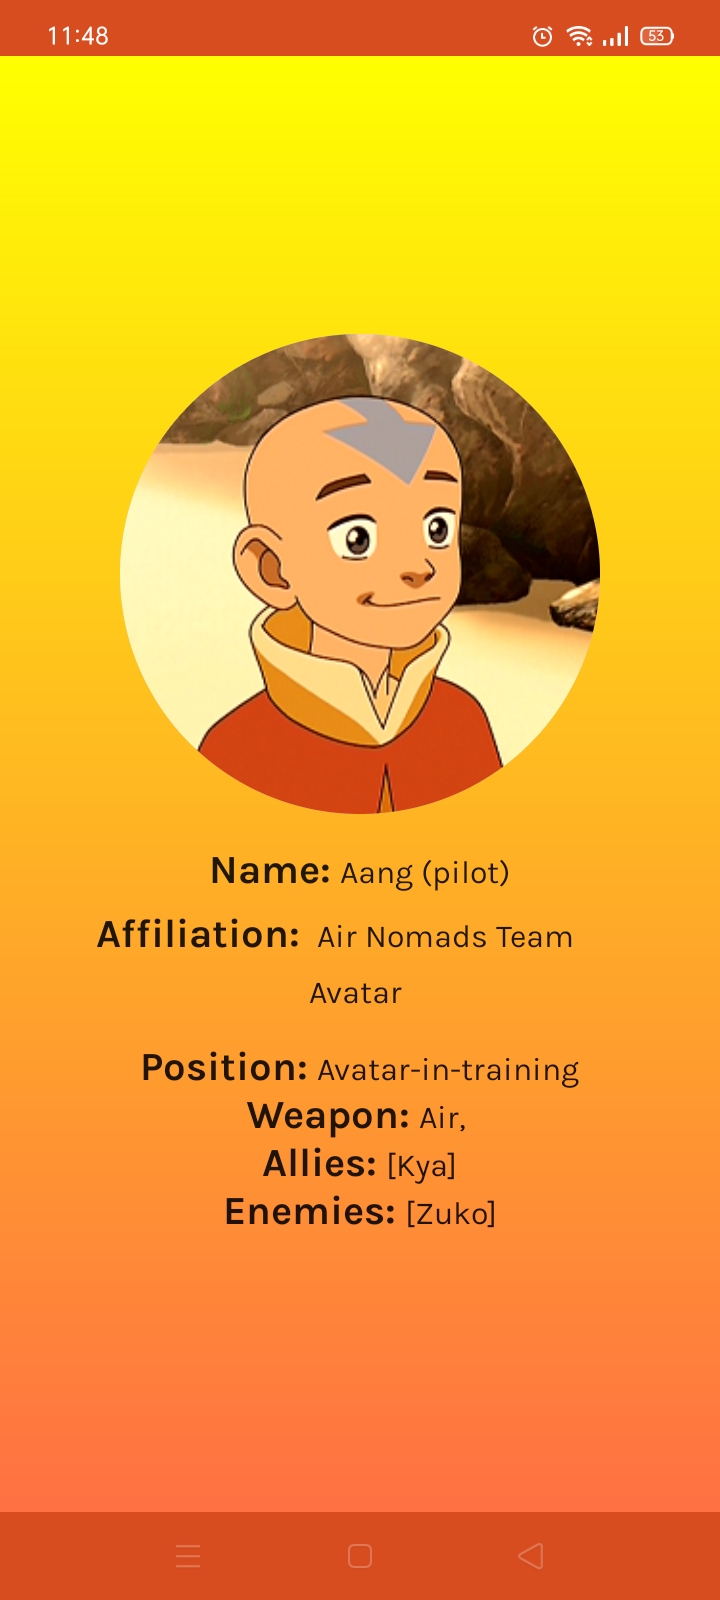 11:48 53
Name: Aang (pilot)
Affiliation: Air Nomads Team
Avatar
Position: Avatar-in-training
Weapon: Air,
Allies: [Kya]
Enemies: [Zuko]